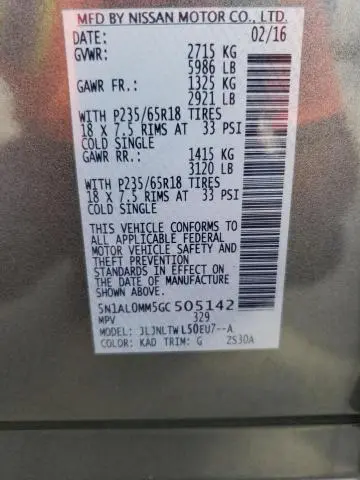 MFD BY NISSAN MOTOR CO., LTD.
DATE: 02/16
GVWR: 2715 KG
5986 LB
GAWR FR.: 1325 KG
2921 LB
WITH P235/65R18 TIRES
18 X 7.5 RIMS AT 33 PSI
COLD SINGLE
GAWR RR.: 1415 KG
3120 LB
WITH P235/65R18 TIRES
18 X 7.5 RIMS AT 33 PSI
COLD SINGLE
THIS VEHICLE CONFORMS TO
ALL APPLICABLE FEDERAL
MOTOR VEHICLE SAFETY AND
THEFT PREVENTION
STANDARDS IN EFFECT ON
THE DATE OF MANUFACTURE
SHOWN ABOVE.
5N1AL0MM5GC505142
MPV 329
MODEL: JLJNLTWL50EU7--A
COLOR: KAD TRIM: G ZS30A